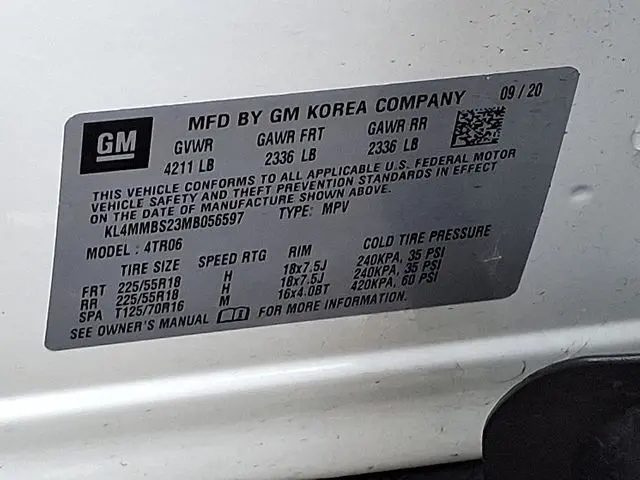 GM
MFD BY GM KOREA COMPANY 09/20
GVWR GAWR FRT GAWR RR
4211 LB 2336 LB 2336 LB
THIS VEHICLE CONFORMS TO ALL APPLICABLE U.S. FEDERAL MOTOR
VEHICLE SAFETY AND THEFT PREVENTION STANDARDS IN EFFECT
ON THE DATE OF MANUFACTURE SHOWN ABOVE.
KL4MMBS23MB056597 TYPE: MPV
MODEL: 4TR06
TIRE SIZE SPEED RTG RIM COLD TIRE PRESSURE
FRT 225/55R18 H 18x7.5J 240KPA, 35 PSI
RR 225/55R18 H 18x7.5J 240KPA, 35 PSI
SPA T125/70R16 M 16x4.0BT 420KPA, 60 PSI
SEE OWNER'S MANUAL FOR MORE INFORMATION.